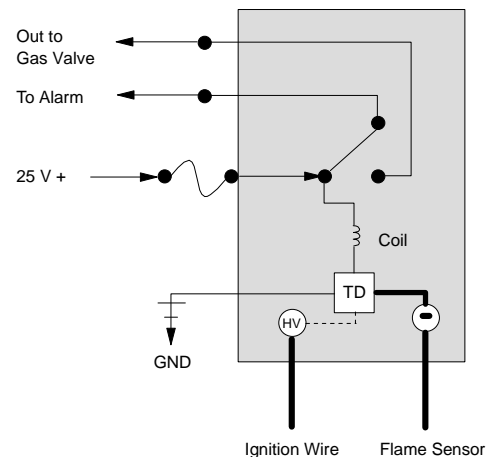 Out to
Gas Valve
To Alarm
25 V +
Coil
TD
HV
GND
Ignition Wire
Flame Sensor